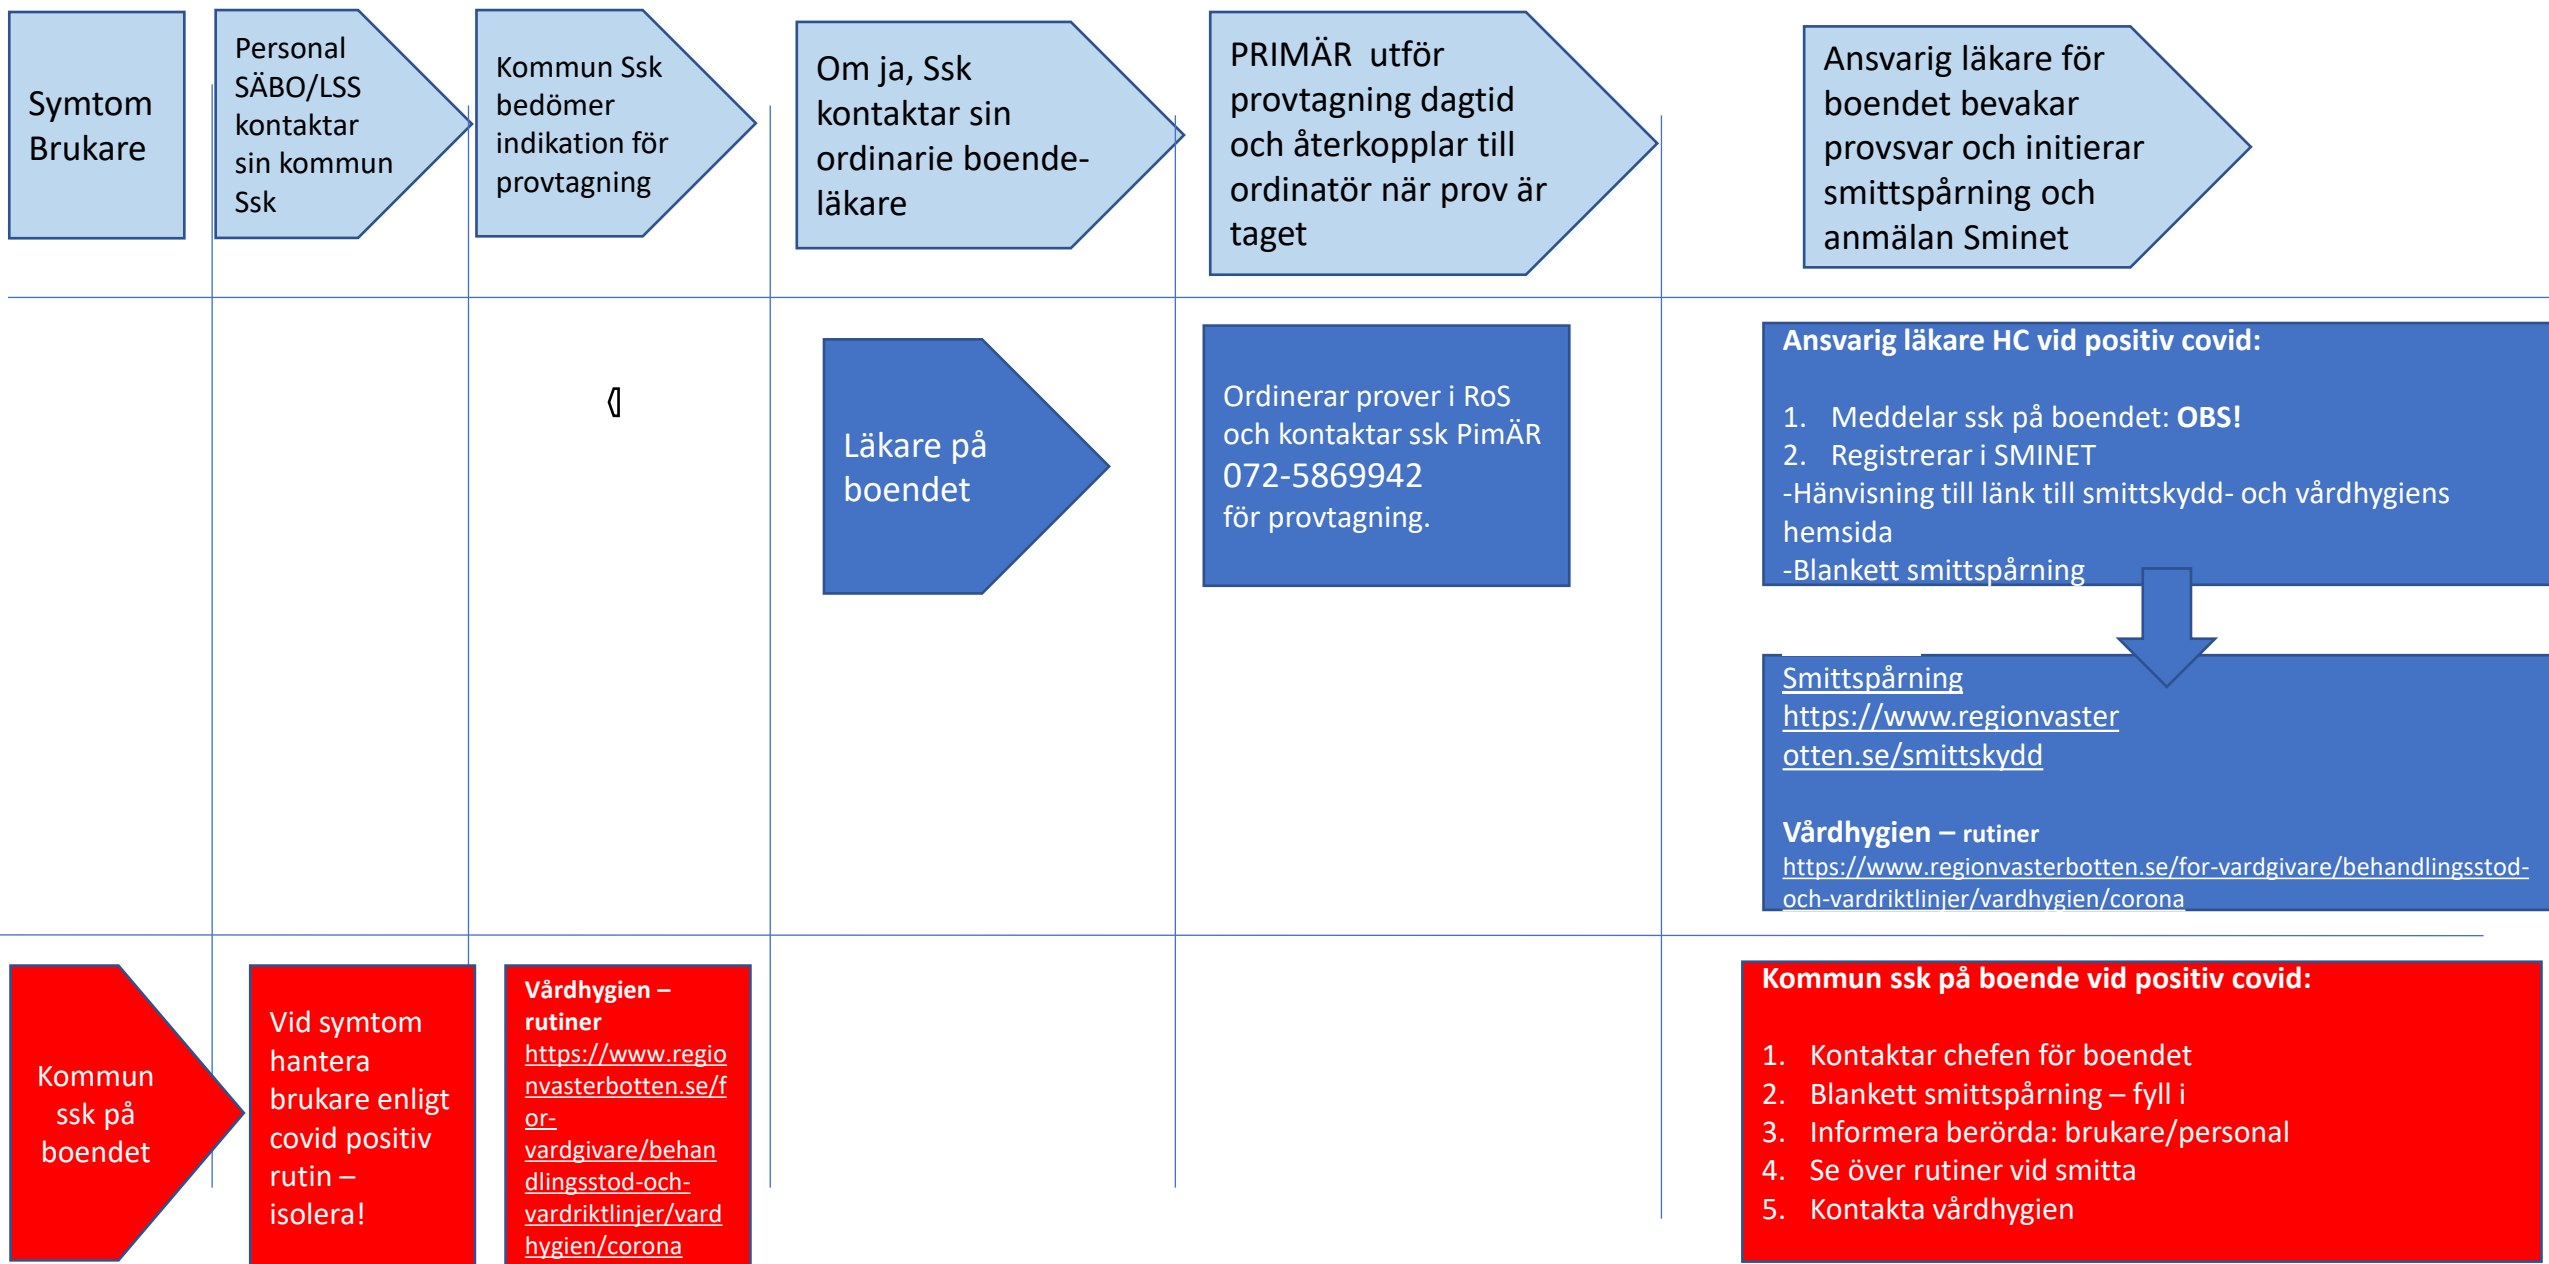 Symtom
Brukare
Personal
SÄBO/LSS
kontaktar
sin kommun
Ssk
Kommun Ssk
bedömer
indikation för
provtagning
Om ja, Ssk
kontaktar sin
ordinarie boende-
läkare
PRIMÄR utför
provtagning dagtid
och återkopplar till
ordinatör när prov är
taget
Ansvarig läkare för
boendet bevakar
provsvar och initierar
smittspårning och
anmälan Sminet
Läkare på
boendet
Ordinerar prover i RoS
och kontaktar ssk PimÄR
072-5869942
för provtagning.
Ansvarig läkare HC vid positiv covid:
1. Meddelar ssk på boendet: OBS!
2. Registrerar i SMINET
-Hänvisning till länk till smittskydd- och vårdhygiens
hemsida
-Blankett smittspårning
Smittspårning
https://www.regionvaster
otten.se/smittskydd
Vårdhygien – rutiner
https://www.regionvasterbotten.se/for-vardgivare/behandlingsstod-
och-vardriktlinjer/vardhygien/corona
Kommun
ssk på
boendet
Vid symtom
hantera
brukare enligt
covid positiv
rutin –
isolera!
Vårdhygien –
rutiner
https://www.regio
nvasterbotten.se/f
or-
vardgivare/behan
dlingsstod-och-
vardriktlinjer/vard
hygien/corona
Kommun ssk på boende vid positiv covid:
1. Kontaktar chefen för boendet
2. Blankett smittspårning – fyll i
3. Informera berörda: brukare/personal
4. Se över rutiner vid smitta
5. Kontakta vårdhygien